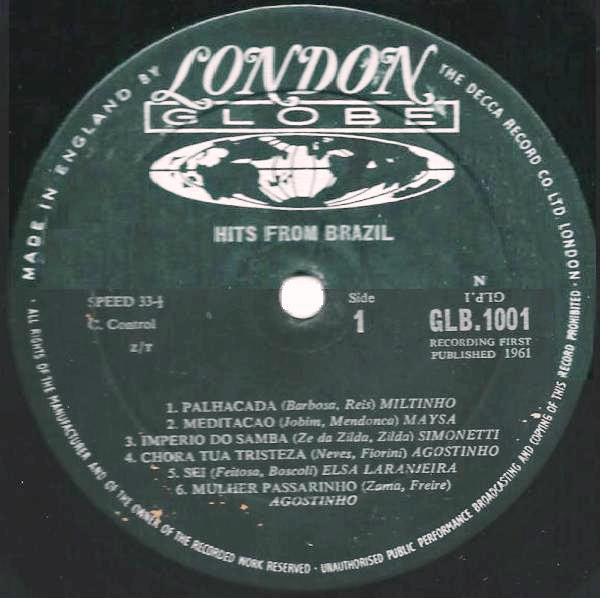 MADE IN ENGLAND BY
LONDON
GLOBE
THE DECCA RECORD CO. LTD. LONDON
HITS FROM BRAZIL
SPEED 33⅓
C. Control
z/T
Side
1
N
GLP.1
GLB.1001
RECORDING FIRST
PUBLISHED 1961
1. PALHACADA (Barbosa, Reis) MILTINHO
2. MEDITACAO (Jobim, Mendonca) MAYSA
3. IMPERIO DO SAMBA (Ze da Zilda, Zilda) SIMONETTI
4. CHORA TUA TRISTEZA (Neves, Fiorini) AGOSTINHO
5. SEI (Feitosa, Boscoli) ELSA LARANJEIRA
6. MULHER PASSARINHO (Zama, Freire)
AGOSTINHO
· ALL RIGHTS OF THE MANUFACTURER AND OF THE OWNER OF THE RECORDED WORK RESERVED · UNAUTHORISED PUBLIC PERFORMANCE BROADCASTING AND COPYING OF THIS RECORD PROHIBITED ·